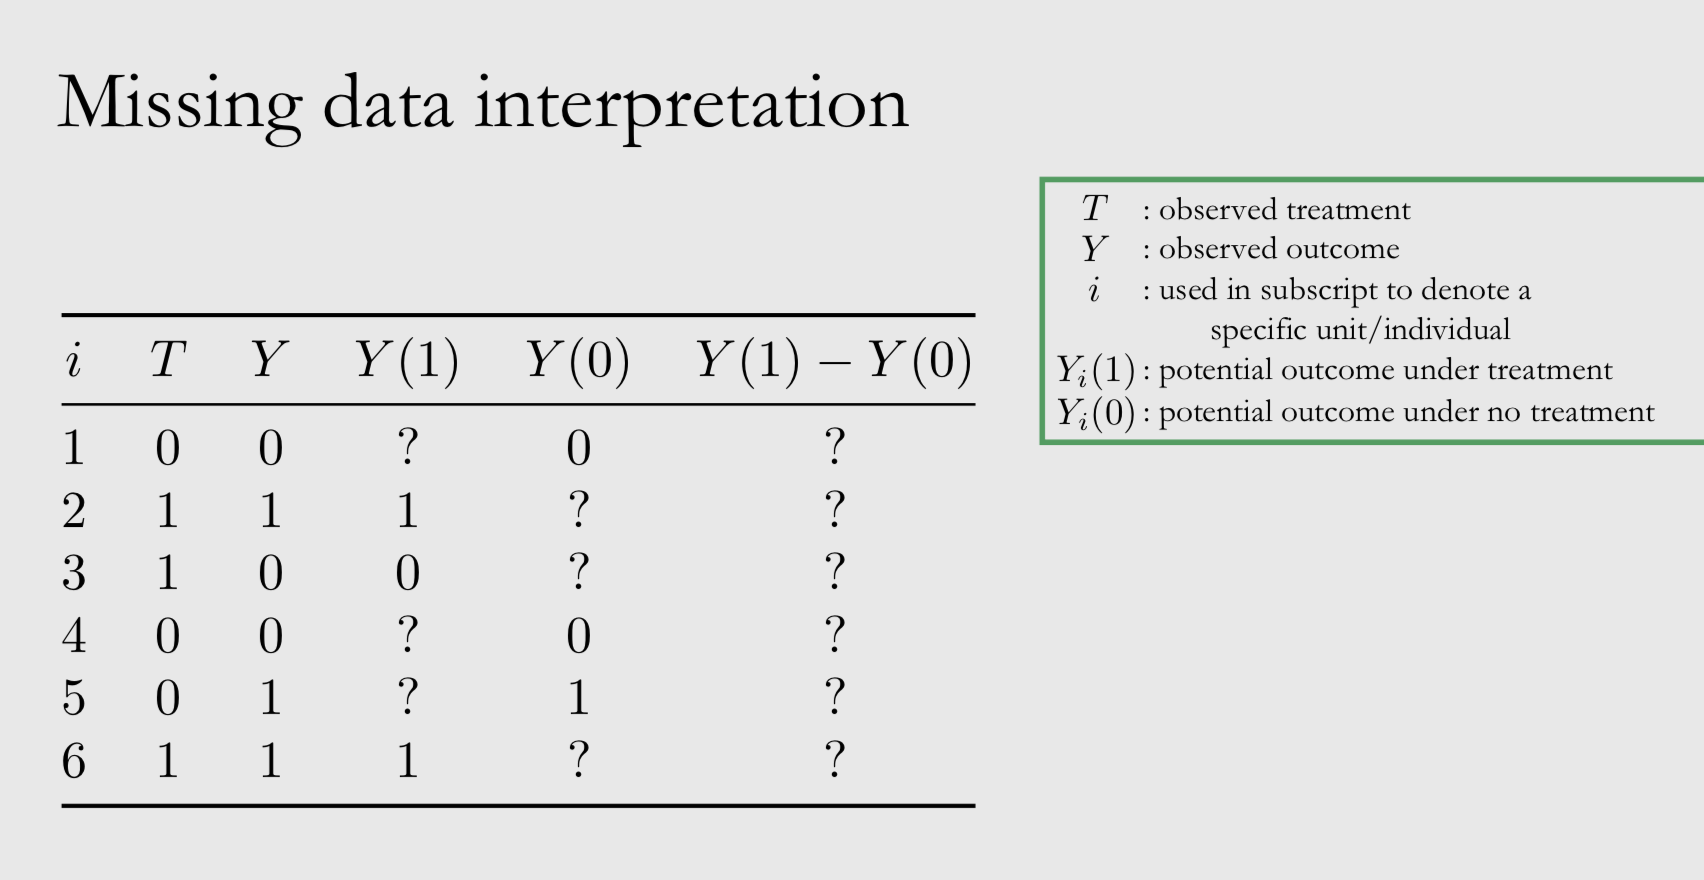 Missing data interpretation
T : observed treatment
Y : observed outcome
i : used in subscript to denote a
specific unit/individual
Yᵢ(1) : potential outcome under treatment
Yᵢ(0) : potential outcome under no treatment
i T Y Y(1) Y(0) Y(1) − Y(0)
1 0 0 ? 0 ?
2 1 1 1 ? ?
3 1 0 0 ? ?
4 0 0 ? 0 ?
5 0 1 ? 1 ?
6 1 1 1 ? ?